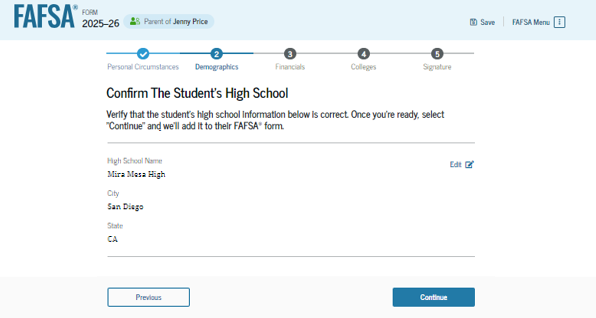 FAFSA®
FORM
2025–26
Parent of Jenny Price
Save
FAFSA Menu
2
3
4
5
Personal Circumstances
Demographics
Financials
Colleges
Signature
Confirm The Student's High School
Verify that the student's high school information below is correct. Once you're ready, select
"Continue" and we'll add it to their FAFSA® form.
High School Name
Edit
Mira Mesa High
City
San Diego
State
CA
Previous
Continue